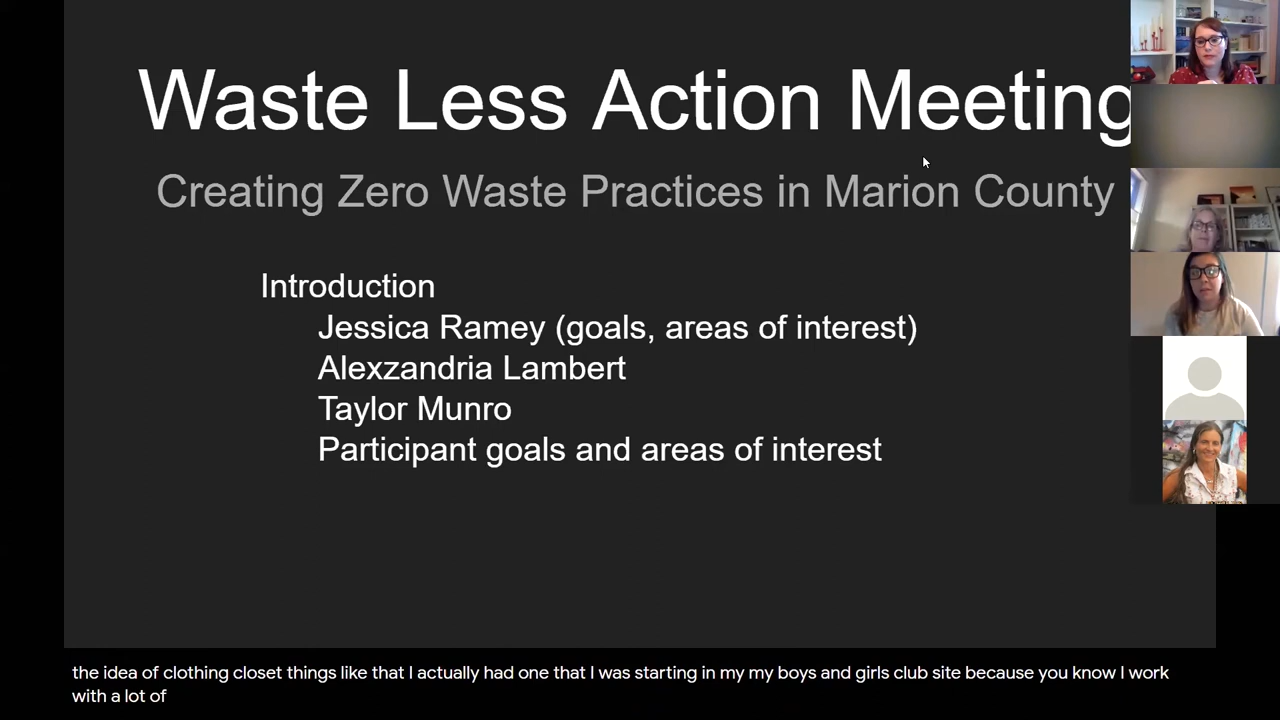 Waste Less Action Meeting
Creating Zero Waste Practices in Marion County
Introduction
Jessica Ramey (goals, areas of interest)
Alexzandria Lambert
Taylor Munro
Participant goals and areas of interest
the idea of clothing closet things like that I actually had one that I was starting in my my boys and girls club site because you know I work
with a lot of